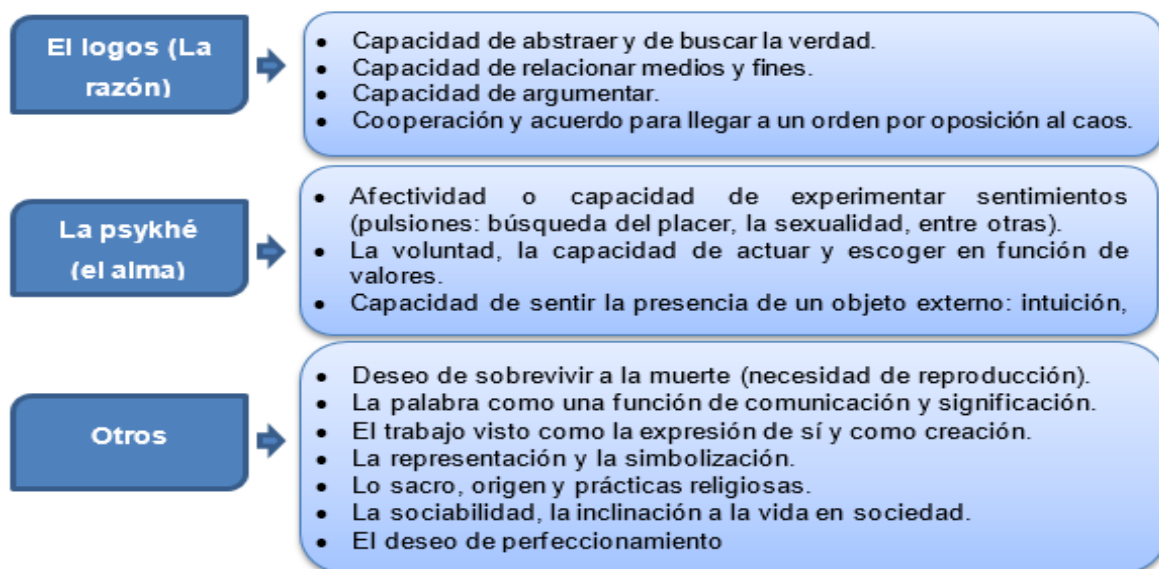 El logos (La
razón)
• Capacidad de abstraer y de buscar la verdad.
• Capacidad de relacionar medios y fines.
• Capacidad de argumentar.
• Cooperación y acuerdo para llegar a un orden por oposición al caos.
La psykhé
(el alma)
• Afectividad o capacidad de experimentar sentimientos
(pulsiones: búsqueda del placer, la sexualidad, entre otras).
• La voluntad, la capacidad de actuar y escoger en función de
valores.
• Capacidad de sentir la presencia de un objeto externo: intuición,
Otros
• Deseo de sobrevivir a la muerte (necesidad de reproducción).
• La palabra como una función de comunicación y significación.
• El trabajo visto como la expresión de sí y como creación.
• La representación y la simbolización.
• Lo sacro, origen y prácticas religiosas.
• La sociabilidad, la inclinación a la vida en sociedad.
• El deseo de perfeccionamiento